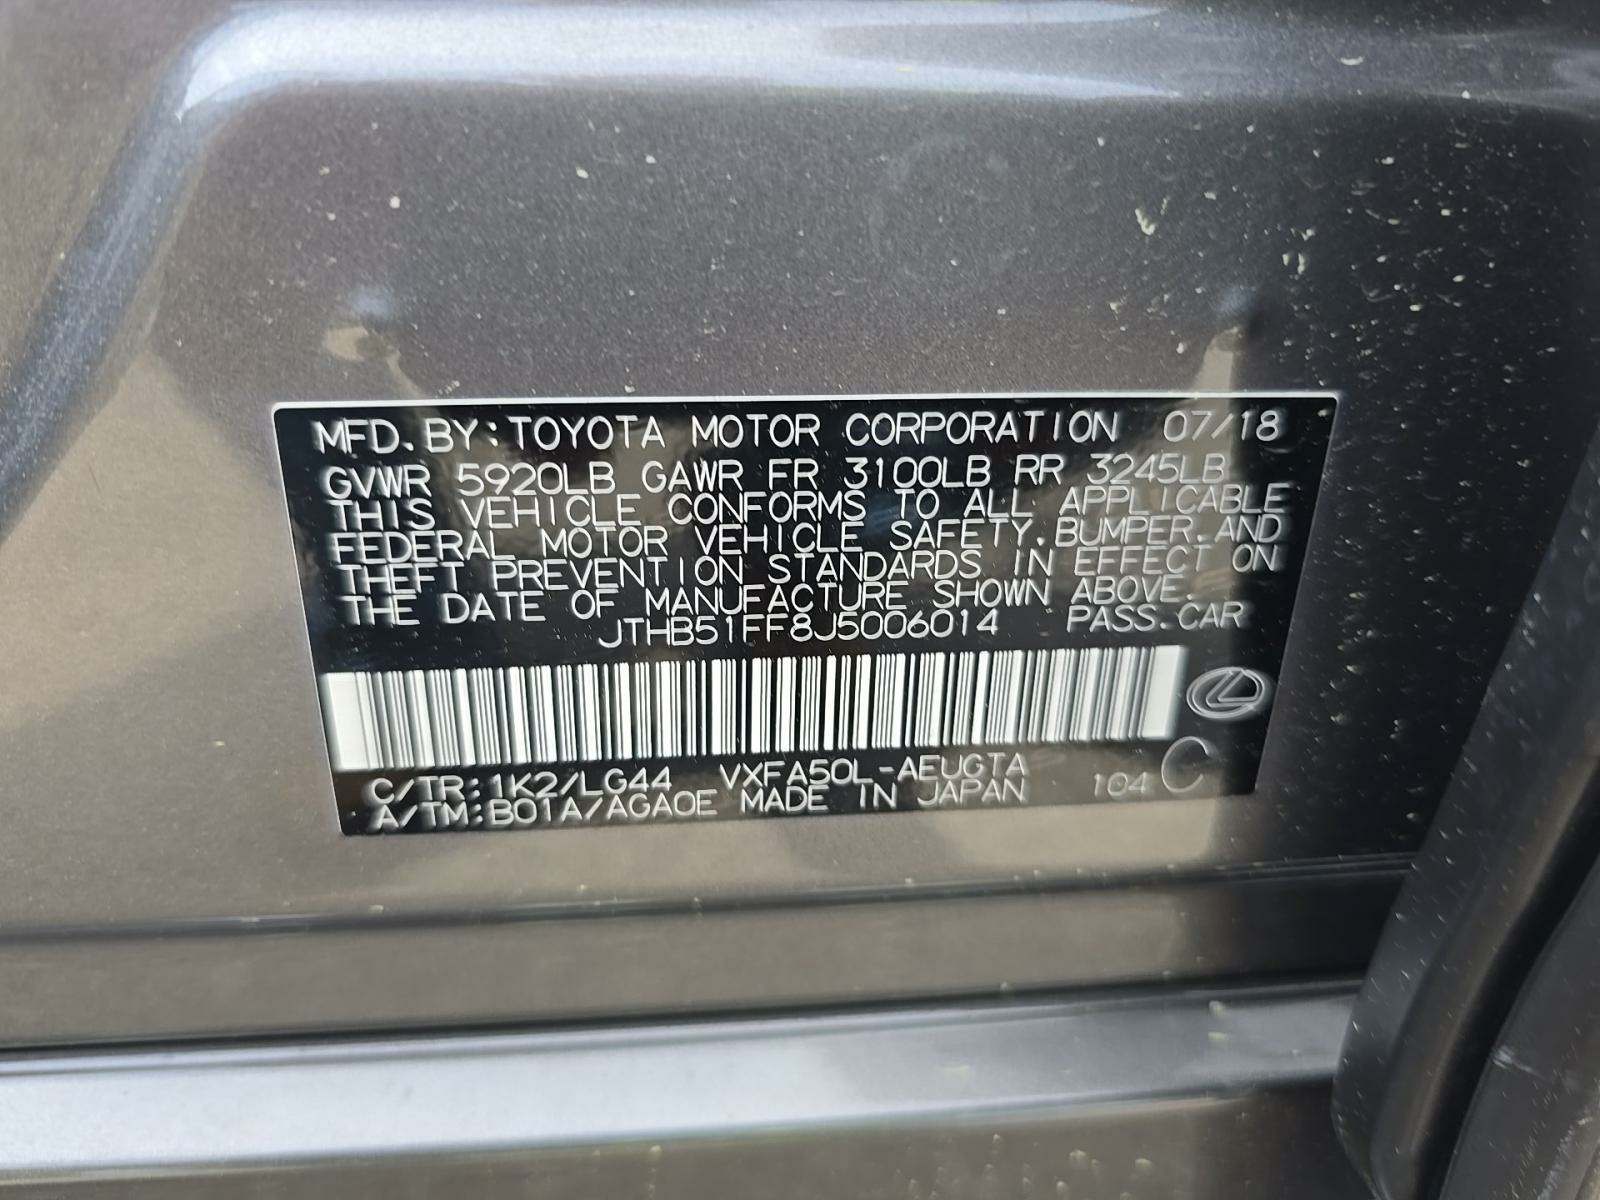 MFD. BY: TOYOTA MOTOR CORPORATION 07/18
GVWR 5920LB GAWR FR 3100LB RR 3245LB
THIS VEHICLE CONFORMS TO ALL APPLICABLE
FEDERAL MOTOR VEHICLE SAFETY, BUMPER, AND
THEFT PREVENTION STANDARDS IN EFFECT ON
THE DATE OF MANUFACTURE SHOWN ABOVE.
JTHB51FF8J5006014 PASS. CAR
C/TR: 1K2/LG44 VXFA50L-AEUGTA
A/TM: B01A/AGA0E MADE IN JAPAN 104 C